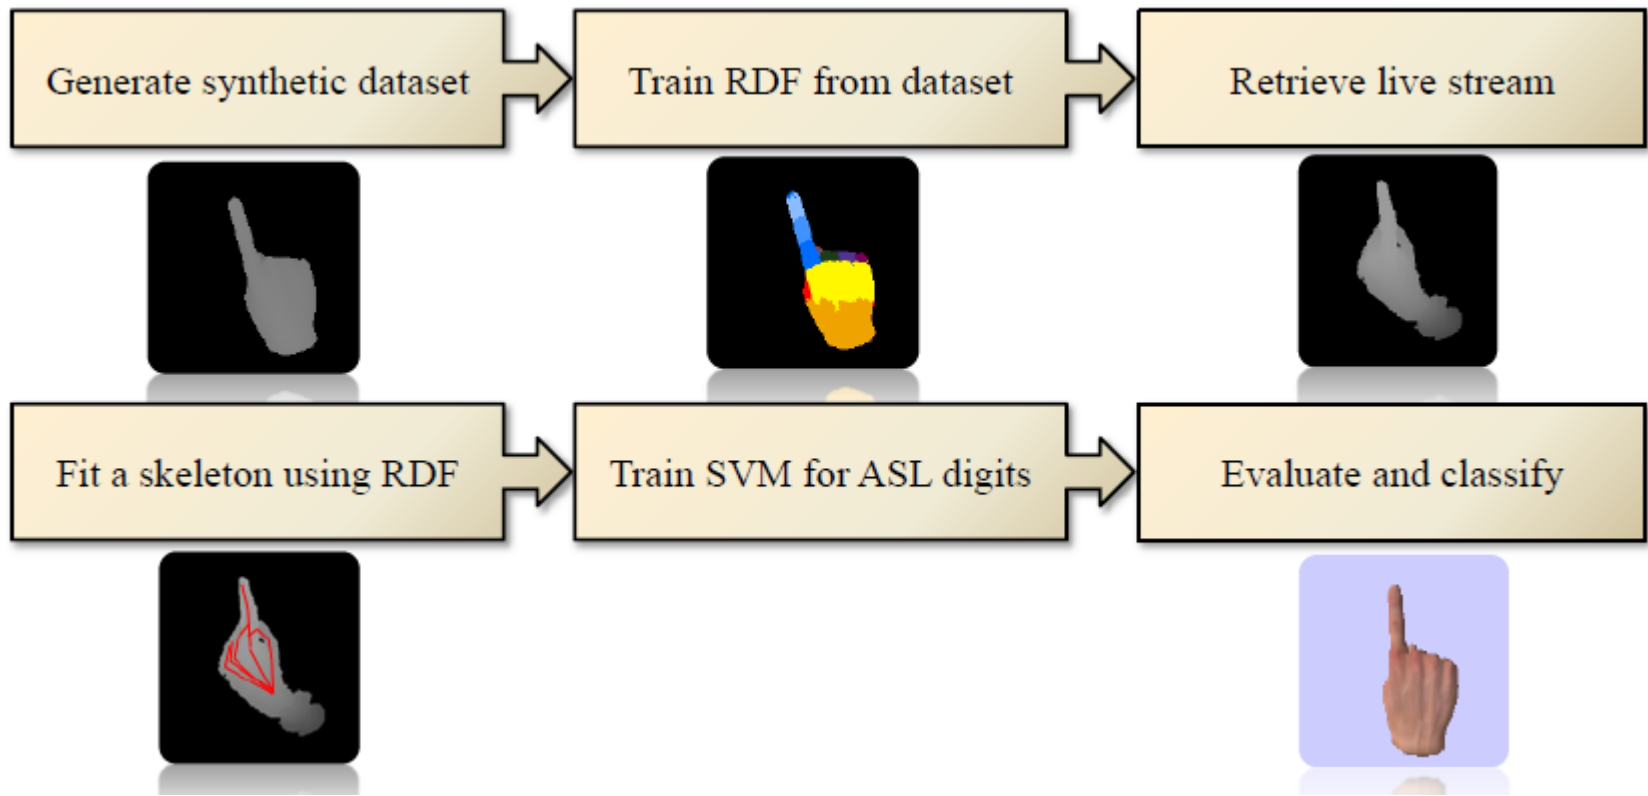 Generate synthetic dataset
Train RDF from dataset
Retrieve live stream
Fit a skeleton using RDF
Train SVM for ASL digits
Evaluate and classify